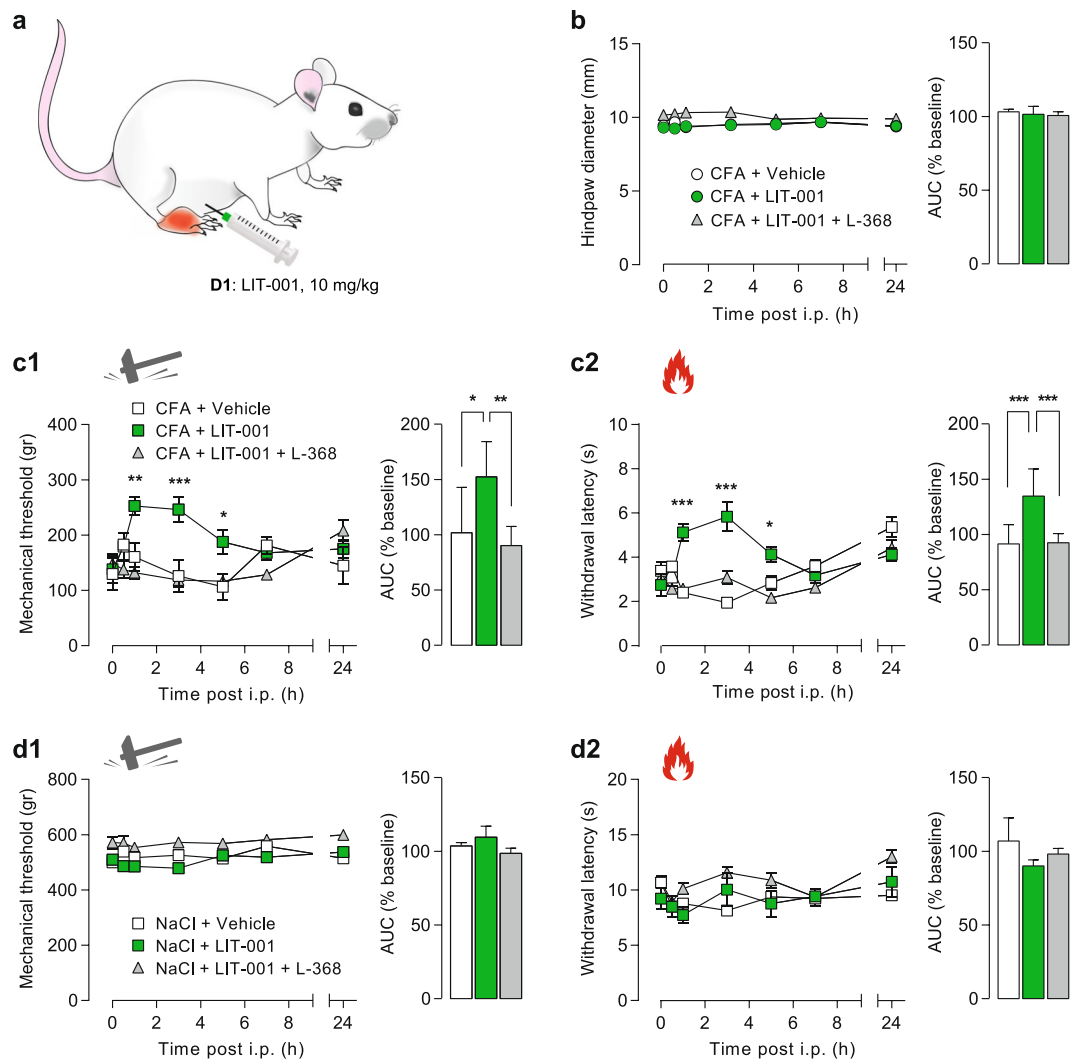 a
D1: LIT-001, 10 mg/kg
b
Hindpaw diameter (mm)
15
10
5
0
CFA + Vehicle
CFA + LIT-001
CFA + LIT-001 + L-368
0 2 4 6 8 24
Time post i.p. (h)
AUC (% baseline)
150
100
50
0
c1
Mechanical threshold (gr)
400
300
200
100
0
CFA + Vehicle
CFA + LIT-001
CFA + LIT-001 + L-368
** *** *
0 2 4 6 8 24
Time post i.p. (h)
AUC (% baseline)
200
150
100
50
0
* **
c2
Withdrawal latency (s)
10
8
6
4
2
0
*** *** *
0 2 4 6 8 24
Time post i.p. (h)
AUC (% baseline)
200
150
100
50
0
*** ***
d1
Mechanical threshold (gr)
800
600
400
200
0
NaCl + Vehicle
NaCl + LIT-001
NaCl + LIT-001 + L-368
0 2 4 6 8 24
Time post i.p. (h)
AUC (% baseline)
150
100
50
0
d2
Withdrawal latency (s)
20
15
10
5
0
0 2 4 6 8 24
Time post i.p. (h)
AUC (% baseline)
150
100
50
0